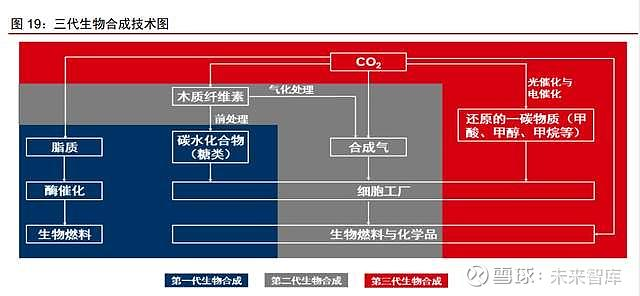 图 19：三代生物合成技术图
CO₂
光催化与
电催化
木质纤维素
气化处理
前处理
还原的一碳物质（甲
酸、甲醇、甲烷等）
脂质
碳水化合物
（糖类）
合成气
酶催化
细胞工厂
生物燃料
生物燃料与化学品
第一代生物合成
第二代生物合成
第三代生物合成
雪球：未来智库